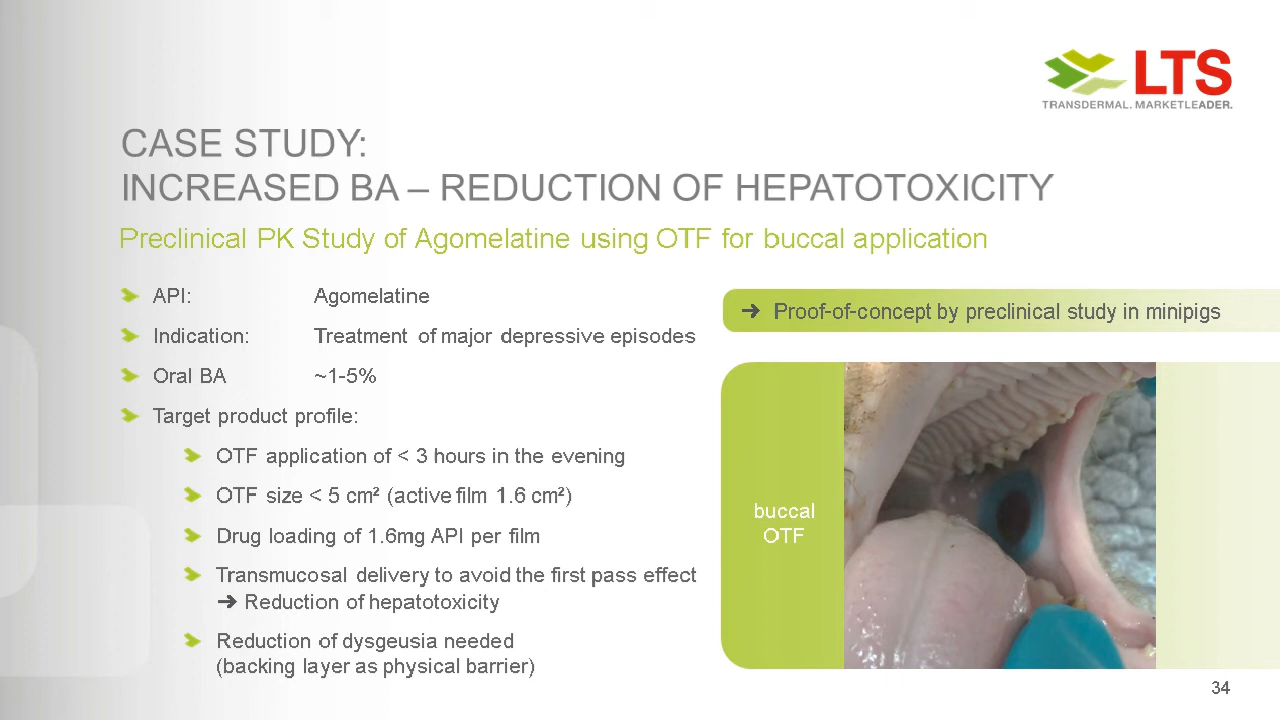 LTS
TRANSDERMAL. MARKETLEADER.
CASE STUDY:
INCREASED BA – REDUCTION OF HEPATOTOXICITY
Preclinical PK Study of Agomelatine using OTF for buccal application
API: Agomelatine
Indication: Treatment of major depressive episodes
Oral BA ~1-5%
Target product profile:
OTF application of < 3 hours in the evening
OTF size < 5 cm² (active film 1.6 cm²)
Drug loading of 1.6mg API per film
Transmucosal delivery to avoid the first pass effect
➔ Reduction of hepatotoxicity
Reduction of dysgeusia needed
(backing layer as physical barrier)
➔ Proof-of-concept by preclinical study in minipigs
buccal
OTF
34